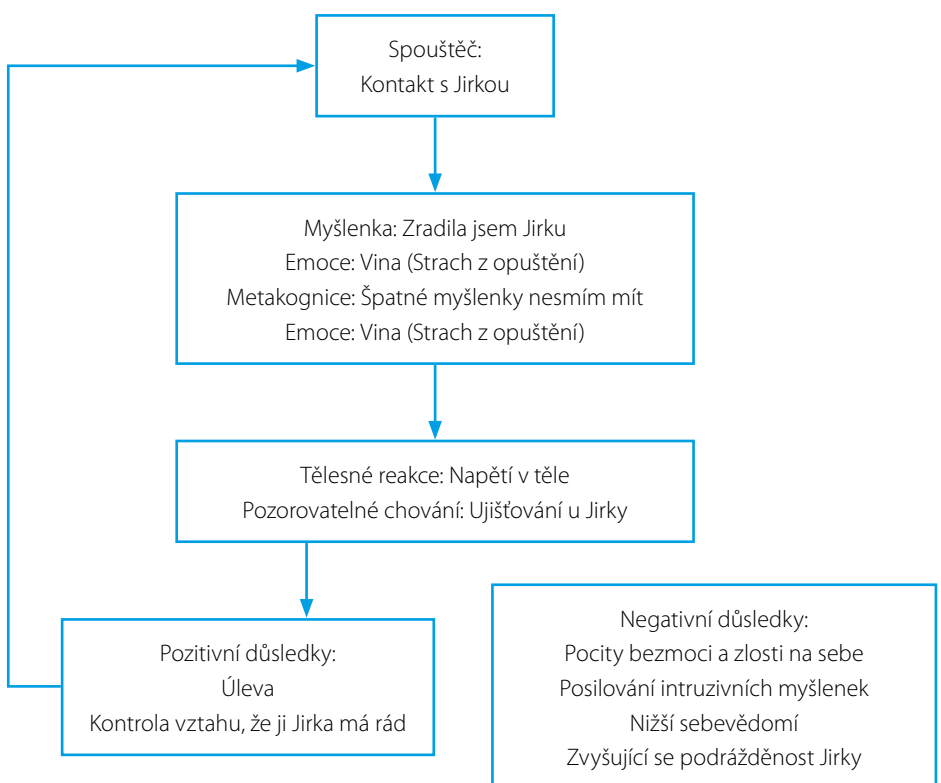 Spouštěč:
Kontakt s Jirkou
Myšlenka: Zradila jsem Jirku
Emoce: Vina (Strach z opuštění)
Metakognice: Špatné myšlenky nesmím mít
Emoce: Vina (Strach z opuštění)
Tělesné reakce: Napětí v těle
Pozorovatelné chování: Ujišťování u Jirky
Pozitivní důsledky:
Úleva
Kontrola vztahu, že ji Jirka má rád
Negativní důsledky:
Pocity bezmoci a zlosti na sebe
Posilování intruzivních myšlenek
Nižší sebevědomí
Zvyšující se podrážděnost Jirky